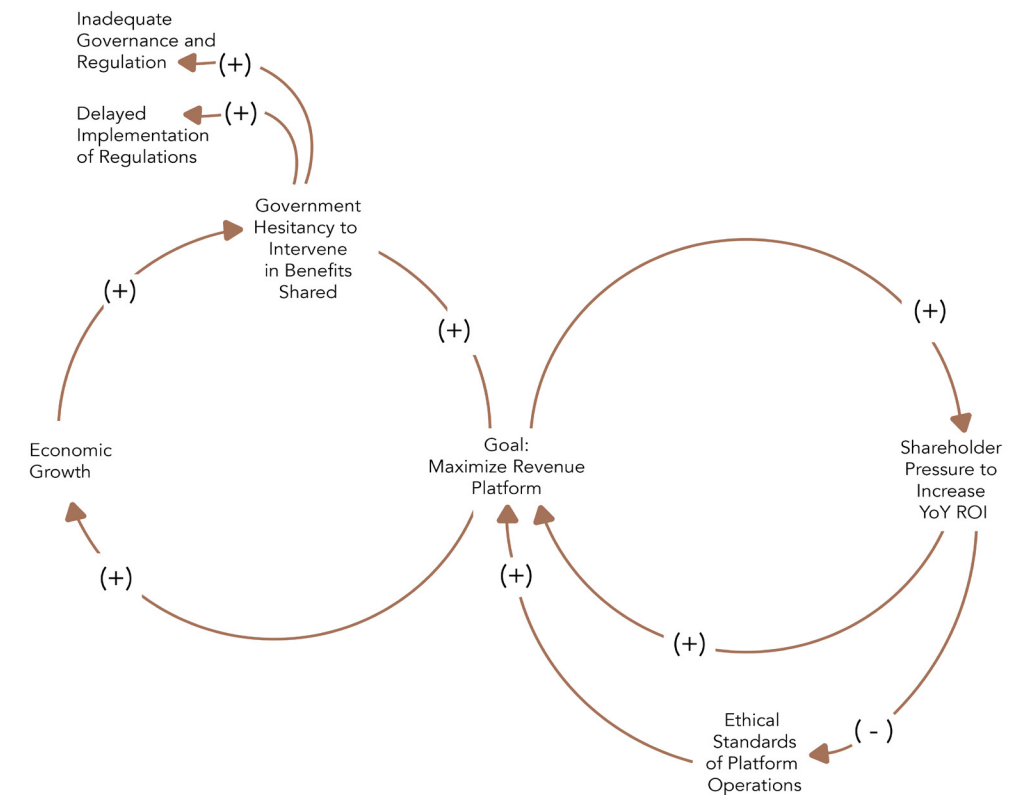 Inadequate
Governance and
Regulation
(+)
Delayed
Implementation
of Regulations
(+)
Government
Hesitancy to
Intervene
in Benefits
Shared
(+)
(+)
(+)
Economic
Growth
Goal:
Maximize Revenue
Platform
Shareholder
Pressure to
Increase
YoY ROI
(+)
(+)
(+)
Ethical
Standards
of Platform
Operations
( - )